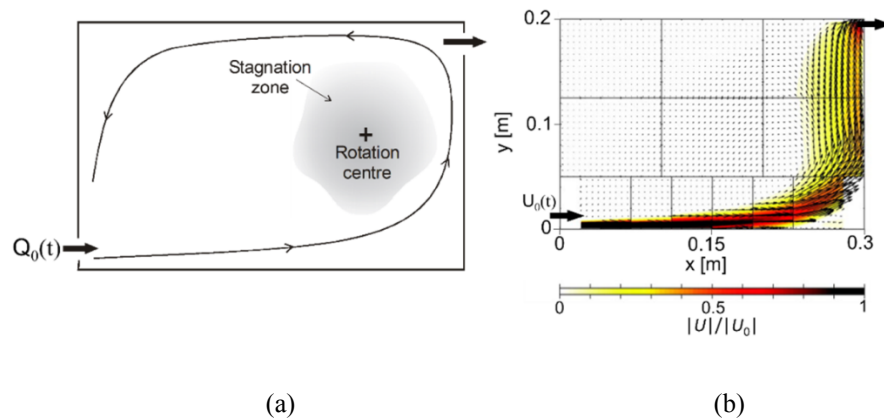 Stagnation
zone
+
Rotation
centre
Q₀(t)
(a)
0.2
0.1
0
y [m]
U₀(t)
0
0.15
0.3
x [m]
0
0.5
1
|U|/|U₀|
(b)